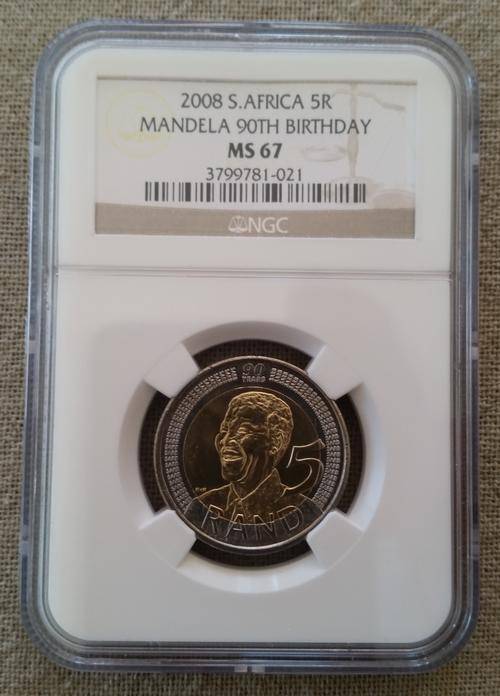 2008 S.AFRICA 5R
MANDELA 90TH BIRTHDAY
MS 67
3799781-021
NGC
90
YEARS
5
RAND